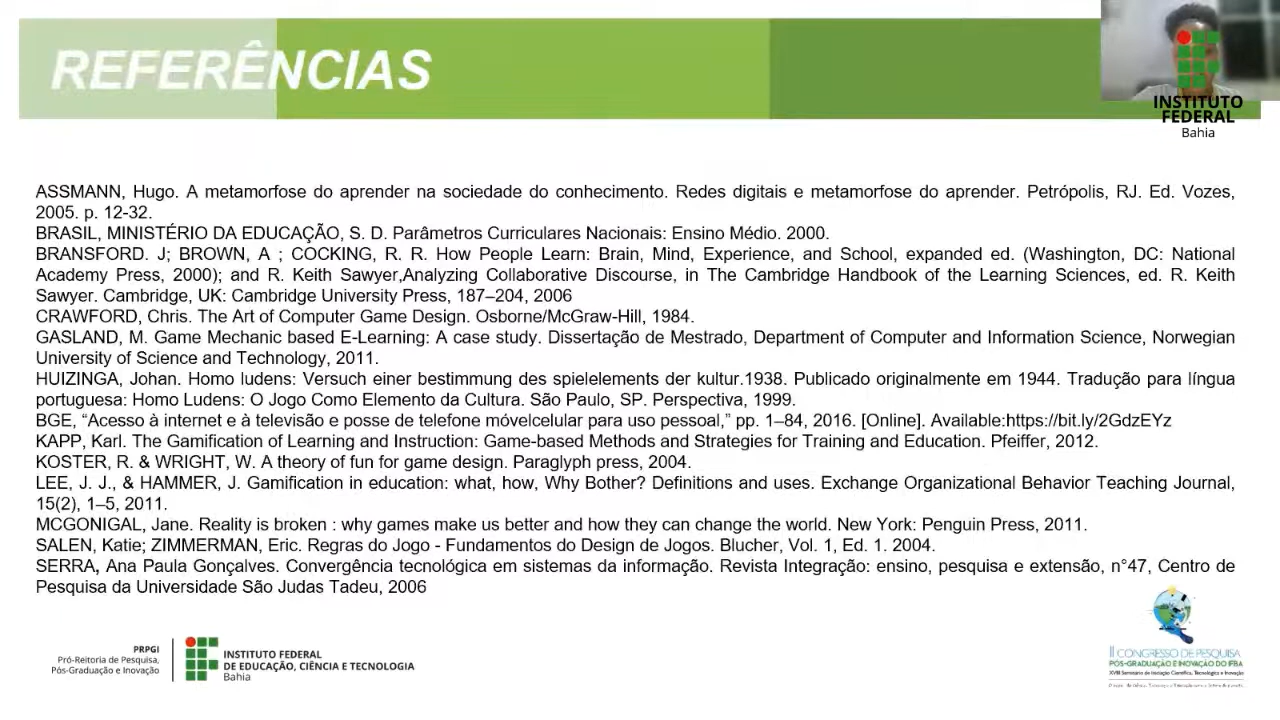 REFERÊNCIAS
INSTITUTO
FEDERAL
Bahia
ASSMANN, Hugo. A metamorfose do aprender na sociedade do conhecimento. Redes digitais e metamorfose do aprender. Petrópolis, RJ. Ed. Vozes,
2005. p. 12-32.
BRASIL, MINISTÉRIO DA EDUCAÇÃO, S. D. Parâmetros Curriculares Nacionais: Ensino Médio. 2000.
BRANSFORD. J; BROWN, A ; COCKING, R. R. How People Learn: Brain, Mind, Experience, and School, expanded ed. (Washington, DC: National
Academy Press, 2000); and R. Keith Sawyer,Analyzing Collaborative Discourse, in The Cambridge Handbook of the Learning Sciences, ed. R. Keith
Sawyer. Cambridge, UK: Cambridge University Press, 187–204, 2006
CRAWFORD, Chris. The Art of Computer Game Design. Osborne/McGraw-Hill, 1984.
GASLAND, M. Game Mechanic based E-Learning: A case study. Dissertação de Mestrado, Department of Computer and Information Science, Norwegian
University of Science and Technology, 2011.
HUIZINGA, Johan. Homo ludens: Versuch einer bestimmung des spielelements der kultur.1938. Publicado originalmente em 1944. Tradução para língua
portuguesa: Homo Ludens: O Jogo Como Elemento da Cultura. São Paulo, SP. Perspectiva, 1999.
BGE, “Acesso à internet e à televisão e posse de telefone móvelcelular para uso pessoal,” pp. 1–84, 2016. [Online]. Available:https://bit.ly/2GdzEYz
KAPP, Karl. The Gamification of Learning and Instruction: Game-based Methods and Strategies for Training and Education. Pfeiffer, 2012.
KOSTER, R. & WRIGHT, W. A theory of fun for game design. Paraglyph press, 2004.
LEE, J. J., & HAMMER, J. Gamification in education: what, how, Why Bother? Definitions and uses. Exchange Organizational Behavior Teaching Journal,
15(2), 1–5, 2011.
MCGONIGAL, Jane. Reality is broken : why games make us better and how they can change the world. New York: Penguin Press, 2011.
SALEN, Katie; ZIMMERMAN, Eric. Regras do Jogo - Fundamentos do Design de Jogos. Blucher, Vol. 1, Ed. 1. 2004.
SERRA, Ana Paula Gonçalves. Convergência tecnológica em sistemas da informação. Revista Integração: ensino, pesquisa e extensão, n°47, Centro de
Pesquisa da Universidade São Judas Tadeu, 2006
PRPGI
Pró-Reitoria de Pesquisa,
Pós-Graduação e Inovação
INSTITUTO FEDERAL
DE EDUCAÇÃO, CIÊNCIA E TECNOLOGIA
Bahia
II CONGRESSO DE PESQUISA
PÓS-GRADUAÇÃO E INOVAÇÃO DO IFBA
XVIII Seminário de Iniciação Científica, Tecnológica e Inovação